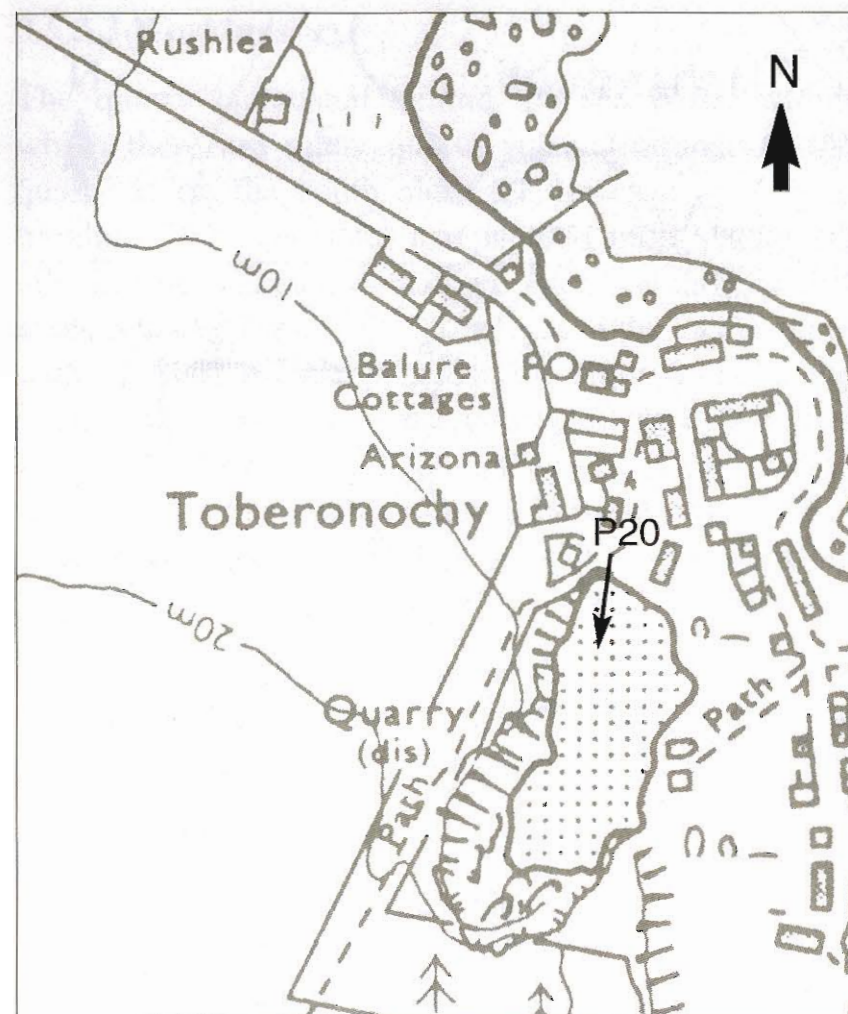 Rushlea
N
10m
Balure
Cottages
PO
Arizona
Toberonochy
P20
20m
Quarry
(dis)
Path
Path